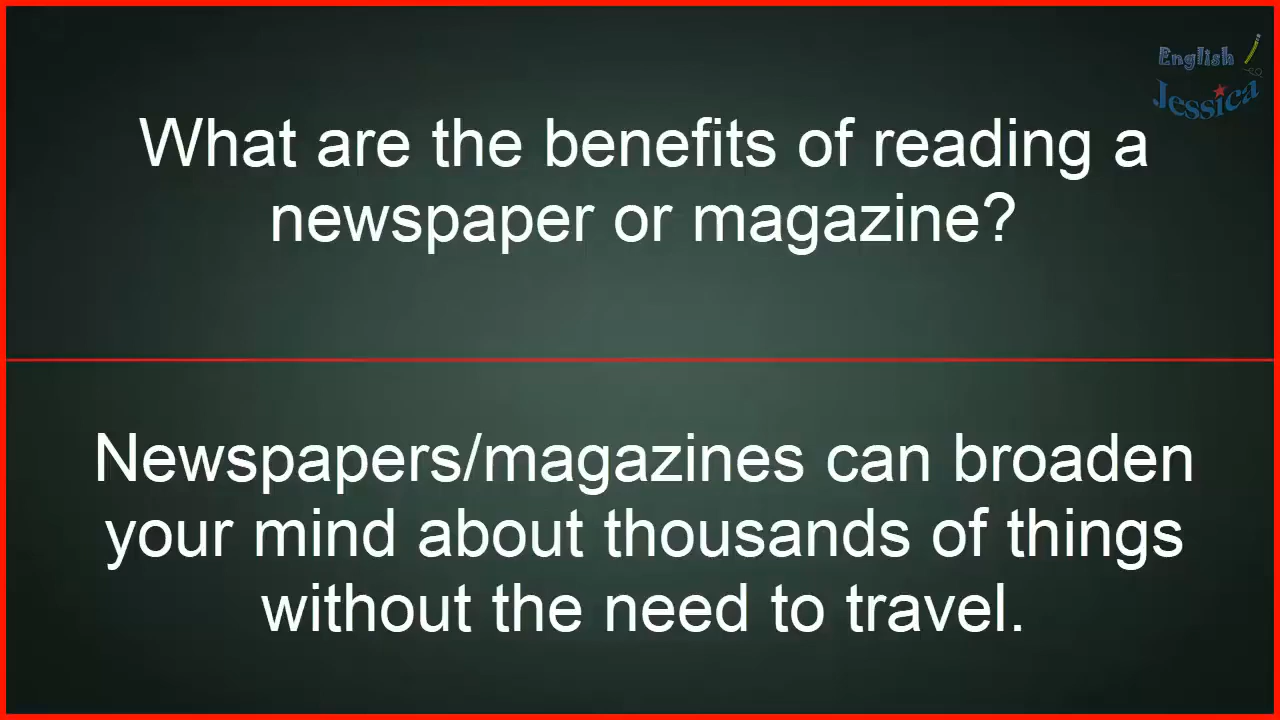 English
Jessica
What are the benefits of reading a
newspaper or magazine?
Newspapers/magazines can broaden
your mind about thousands of things
without the need to travel.